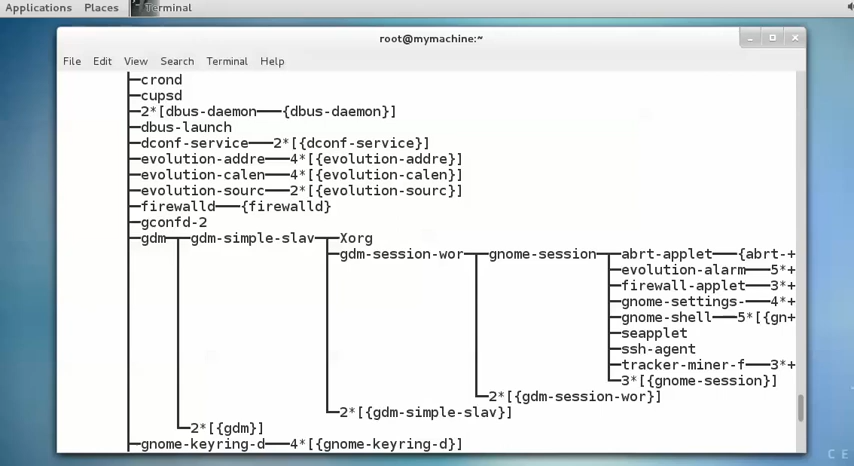 Applications Places Terminal
root@mymachine:~
File Edit View Search Terminal Help
├─crond
├─cupsd
├─2*[dbus-daemon───{dbus-daemon}]
├─dbus-launch
├─dconf-service───2*[{dconf-service}]
├─evolution-addre───4*[{evolution-addre}]
├─evolution-calen───4*[{evolution-calen}]
├─evolution-sourc───2*[{evolution-sourc}]
├─firewalld───{firewalld}
├─gconfd-2
├─gdm─┬─gdm-simple-slav─┬─Xorg
│ │ ├─gdm-session-wor─┬─gnome-session─┬─abrt-applet───{abrt-+
│ │ │ │ ├─evolution-alarm───5*+
│ │ │ │ ├─firewall-applet───3*+
│ │ │ │ ├─gnome-settings-───4*+
│ │ │ │ ├─gnome-shell───5*[{gn+
│ │ │ │ ├─seapplet
│ │ │ │ ├─ssh-agent
│ │ │ │ ├─tracker-miner-f───3*+
│ │ │ │ └─3*[{gnome-session}]
│ │ │ └─2*[{gdm-session-wor}]
│ │ └─2*[{gdm-simple-slav}]
│ └─2*[{gdm}]
├─gnome-keyring-d───4*[{gnome-keyring-d}]
C E